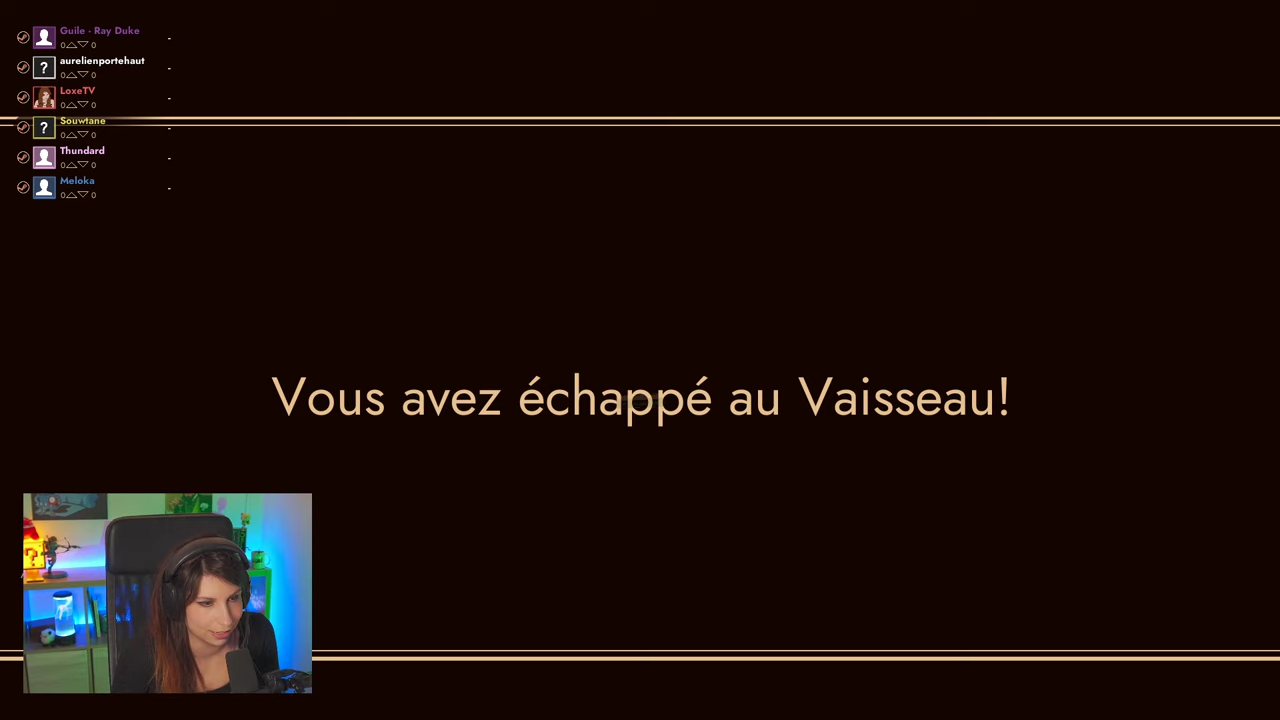 Guile - Ray Duke
0 0
-
? aurelienportehaut
0 0
-
LoxeTV
0 0
-
? Souwtane
0 0
-
Thundard
0 0
-
Meloka
0 0
-
Vous avez échappé au Vaisseau!